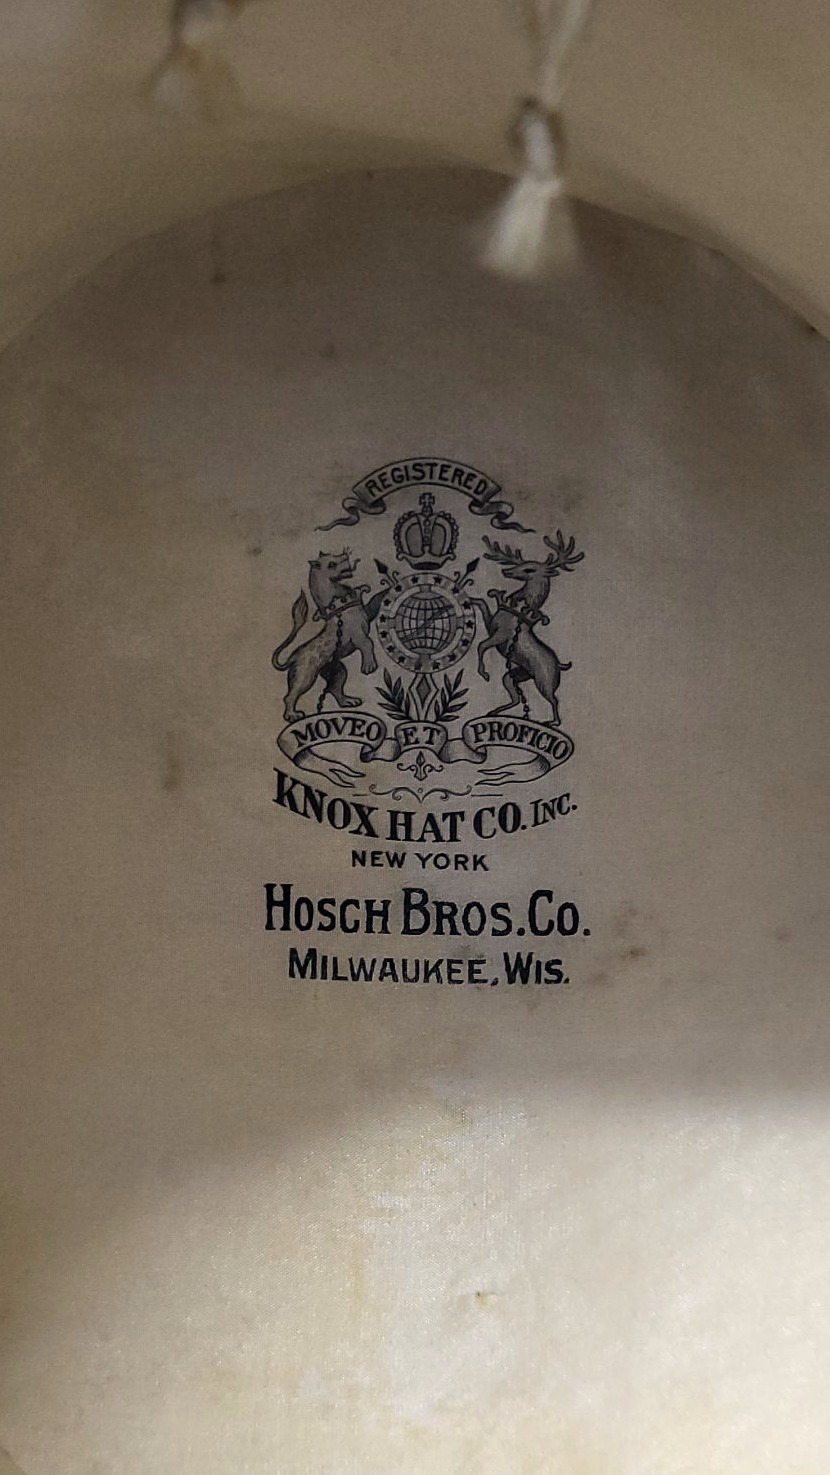 REGISTERED
MOVEO ET PROFICIO
KNOX HAT CO. INC.
NEW YORK
HOSCH BROS. CO.
MILWAUKEE, WIS.